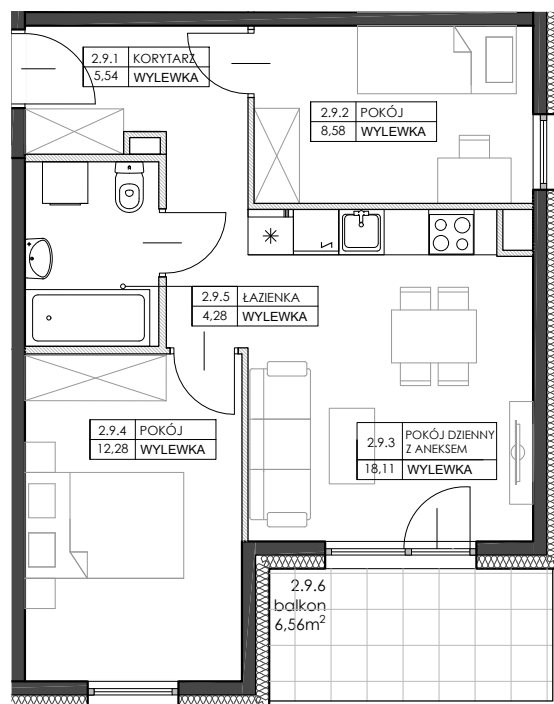 2.9.1 KORYTARZ
5,54 WYLEWKA
2.9.2 POKÓJ
8,58 WYLEWKA
2.9.5 ŁAZIENKA
4,28 WYLEWKA
2.9.4 POKÓJ
12,28 WYLEWKA
2.9.3 POKÓJ DZIENNY
Z ANEKSEM
18,11 WYLEWKA
2.9.6
balkon
6,56m²